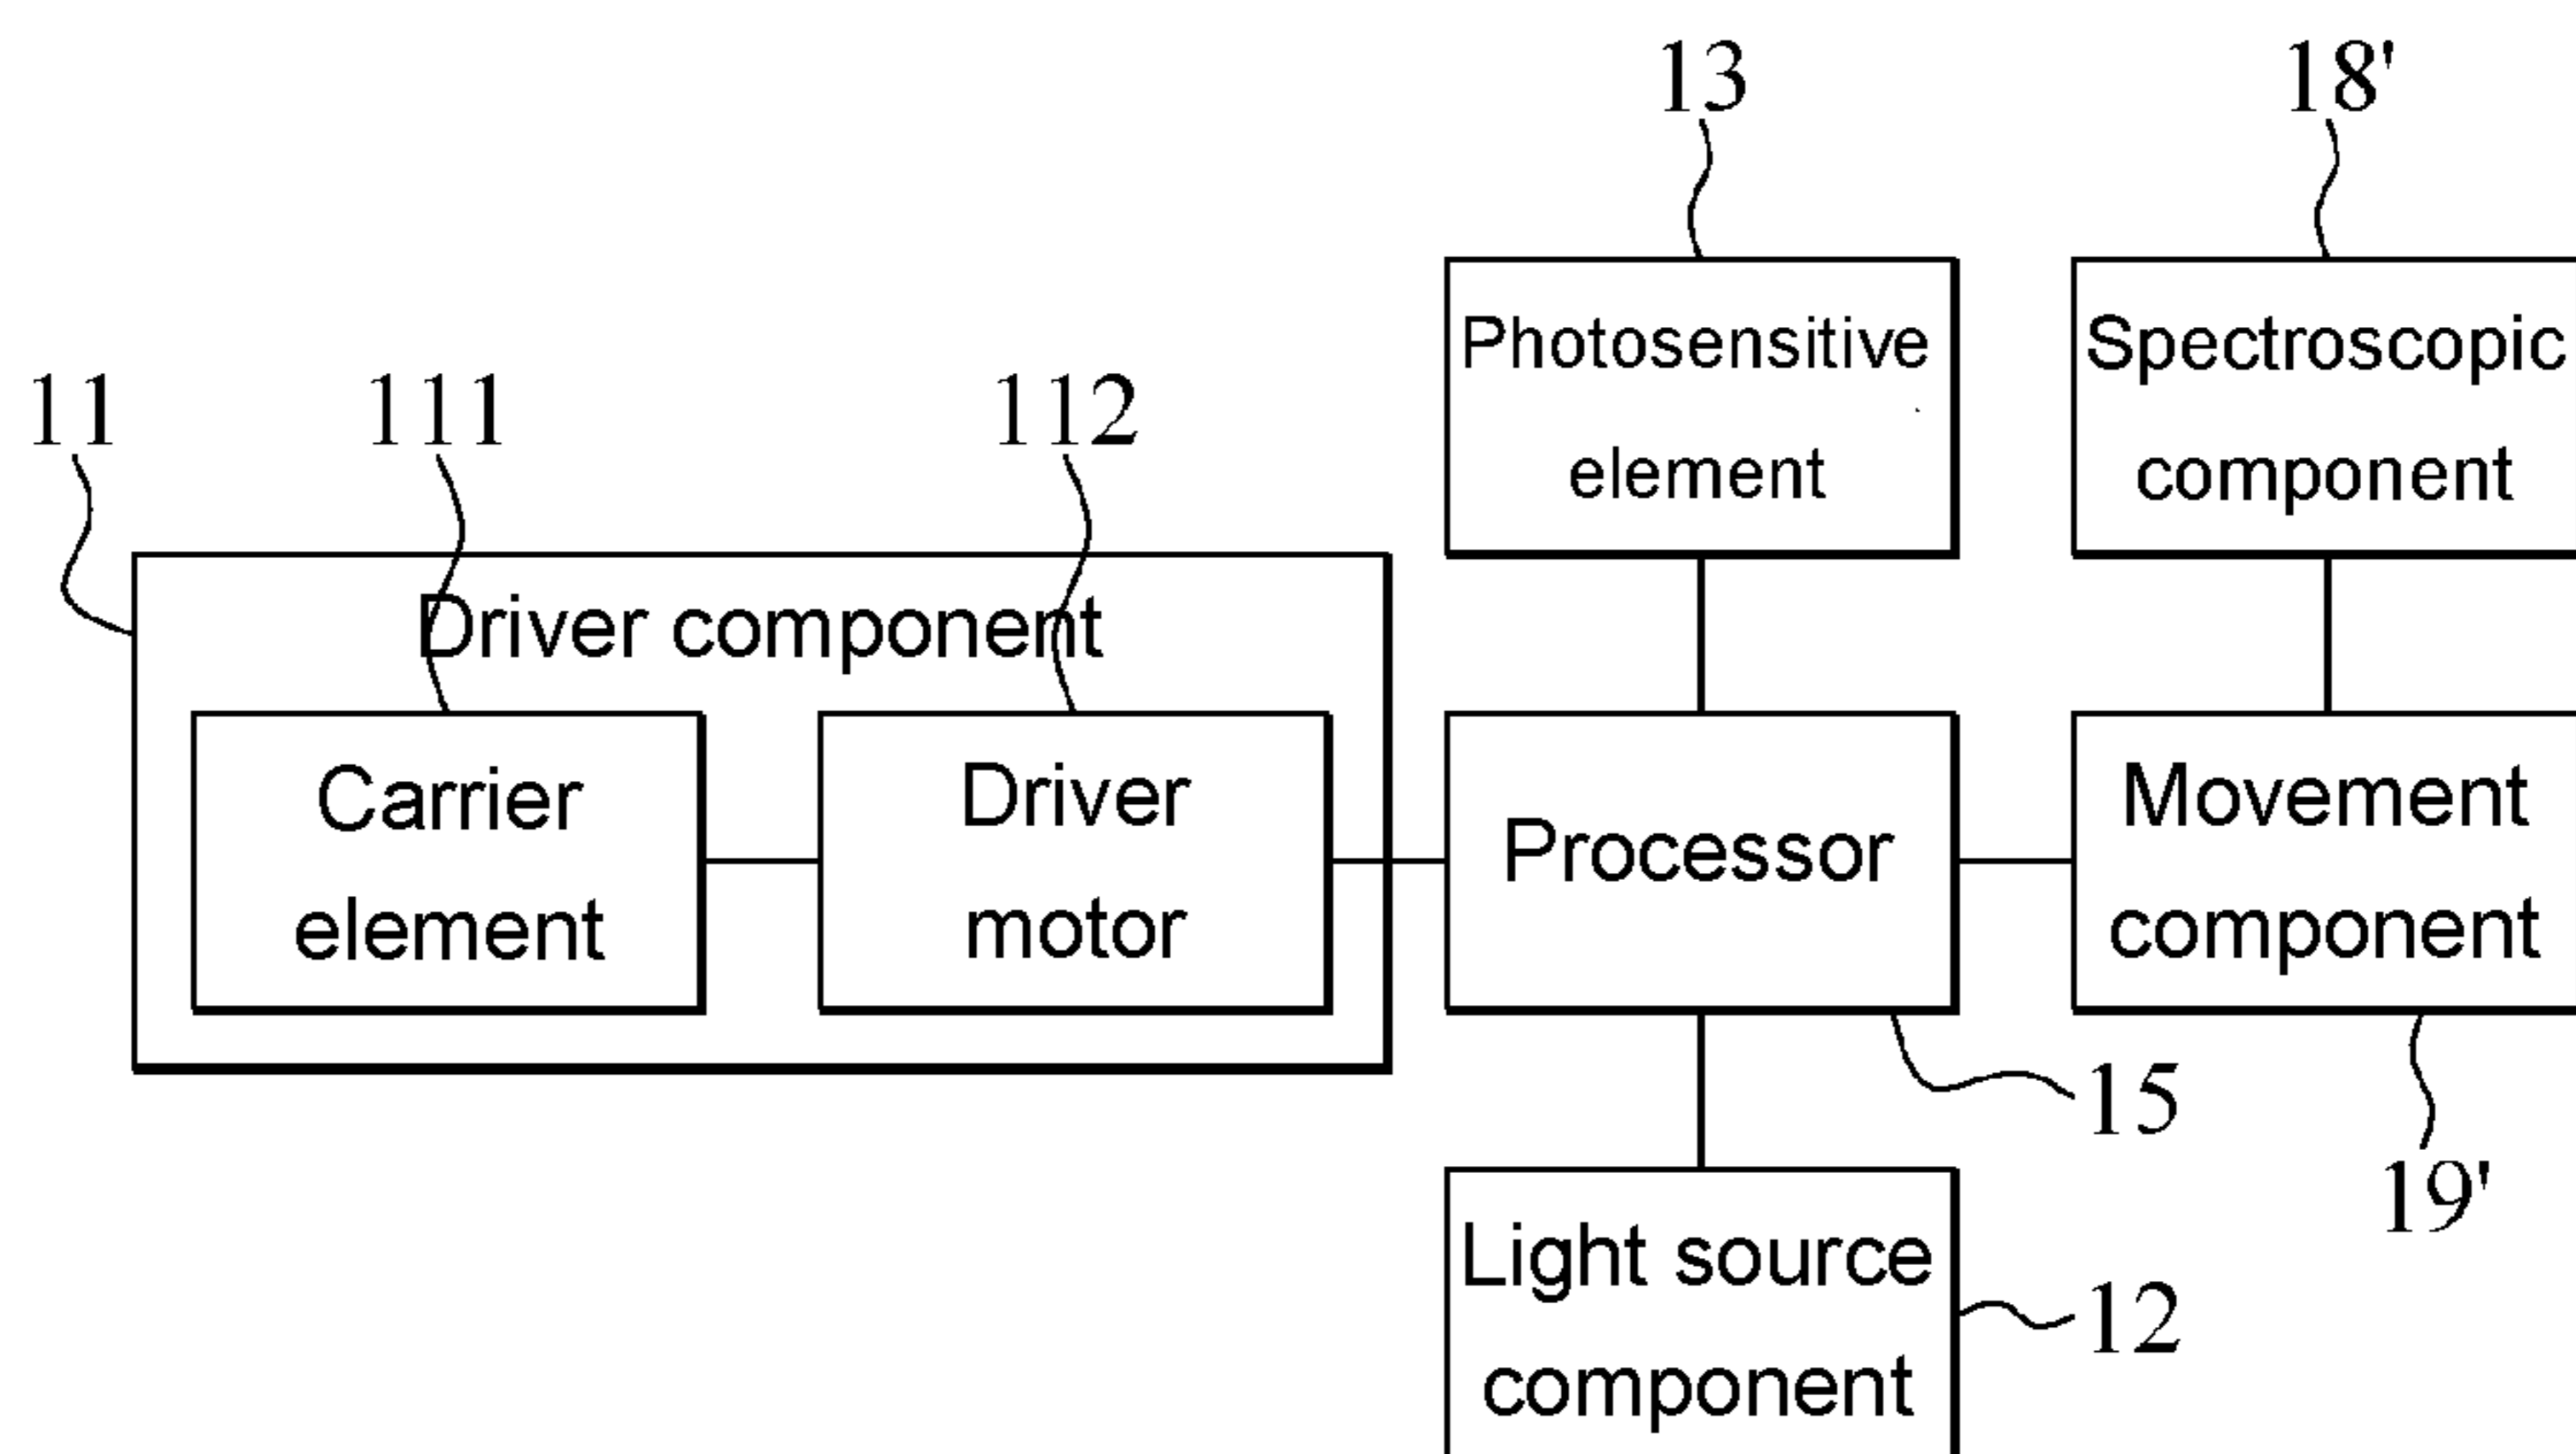 13
18'
Photosensitive
element
Spectroscopic
component
11
111
112
Driver component
Carrier
element
Driver
motor
Processor
Movement
component
15
19'
Light source
component
12